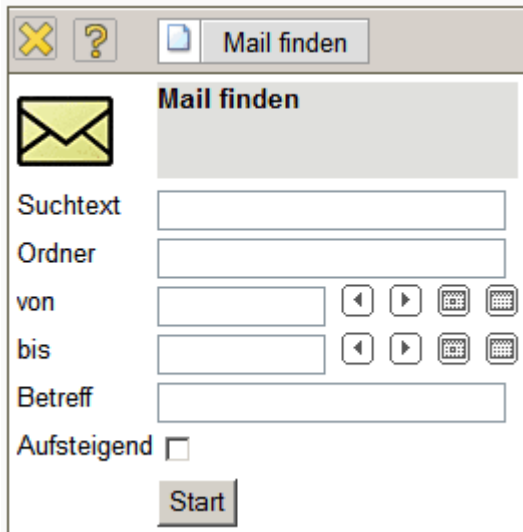 Mail finden
Mail finden
Suchtext
Ordner
von
bis
Betreff
Aufsteigend
Start